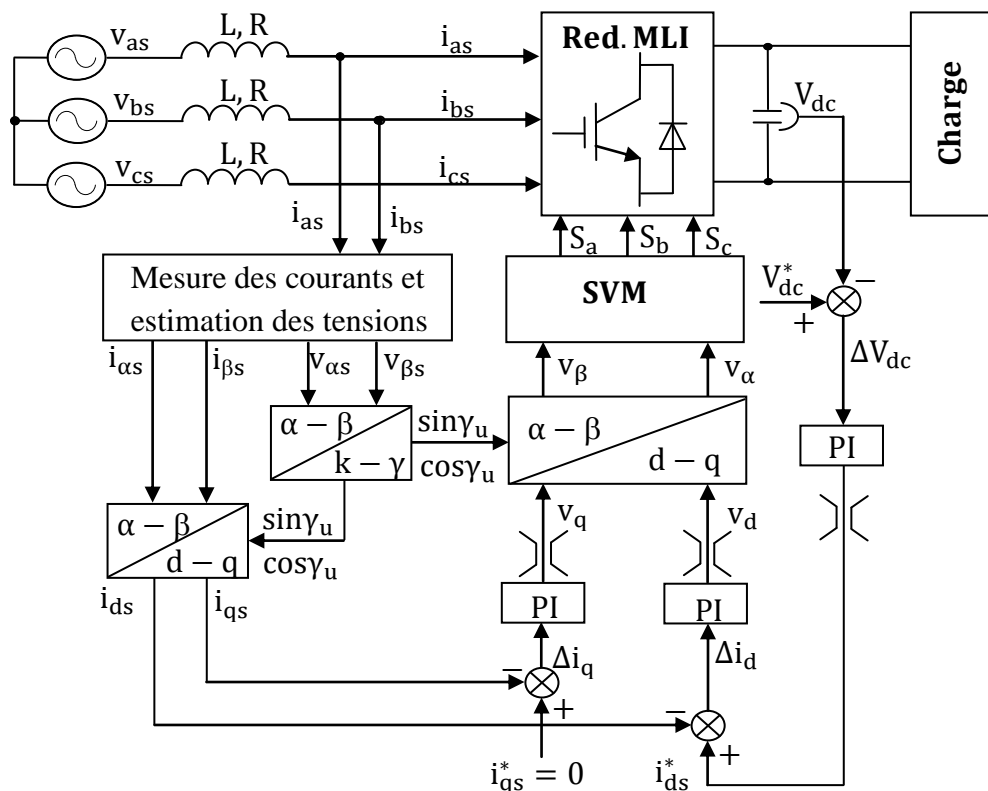 v_as
L, R
i_as
Red. MLI
v_bs
L, R
i_bs
V_dc
Charge
v_cs
L, R
i_cs
i_as
i_bs
S_a
S_b
S_c
Mesure des courants et
estimation des tensions
SVM
V*_dc
−
+
ΔV_dc
i_αs
i_βs
v_αs
v_βs
v_β
v_α
α − β
k − γ
sinγ_u
cosγ_u
α − β
d − q
PI
α − β
d − q
sinγ_u
cosγ_u
v_q
v_d
i_ds
i_qs
PI
PI
Δi_q
Δi_d
−
+
−
+
i*_qs = 0
i*_ds